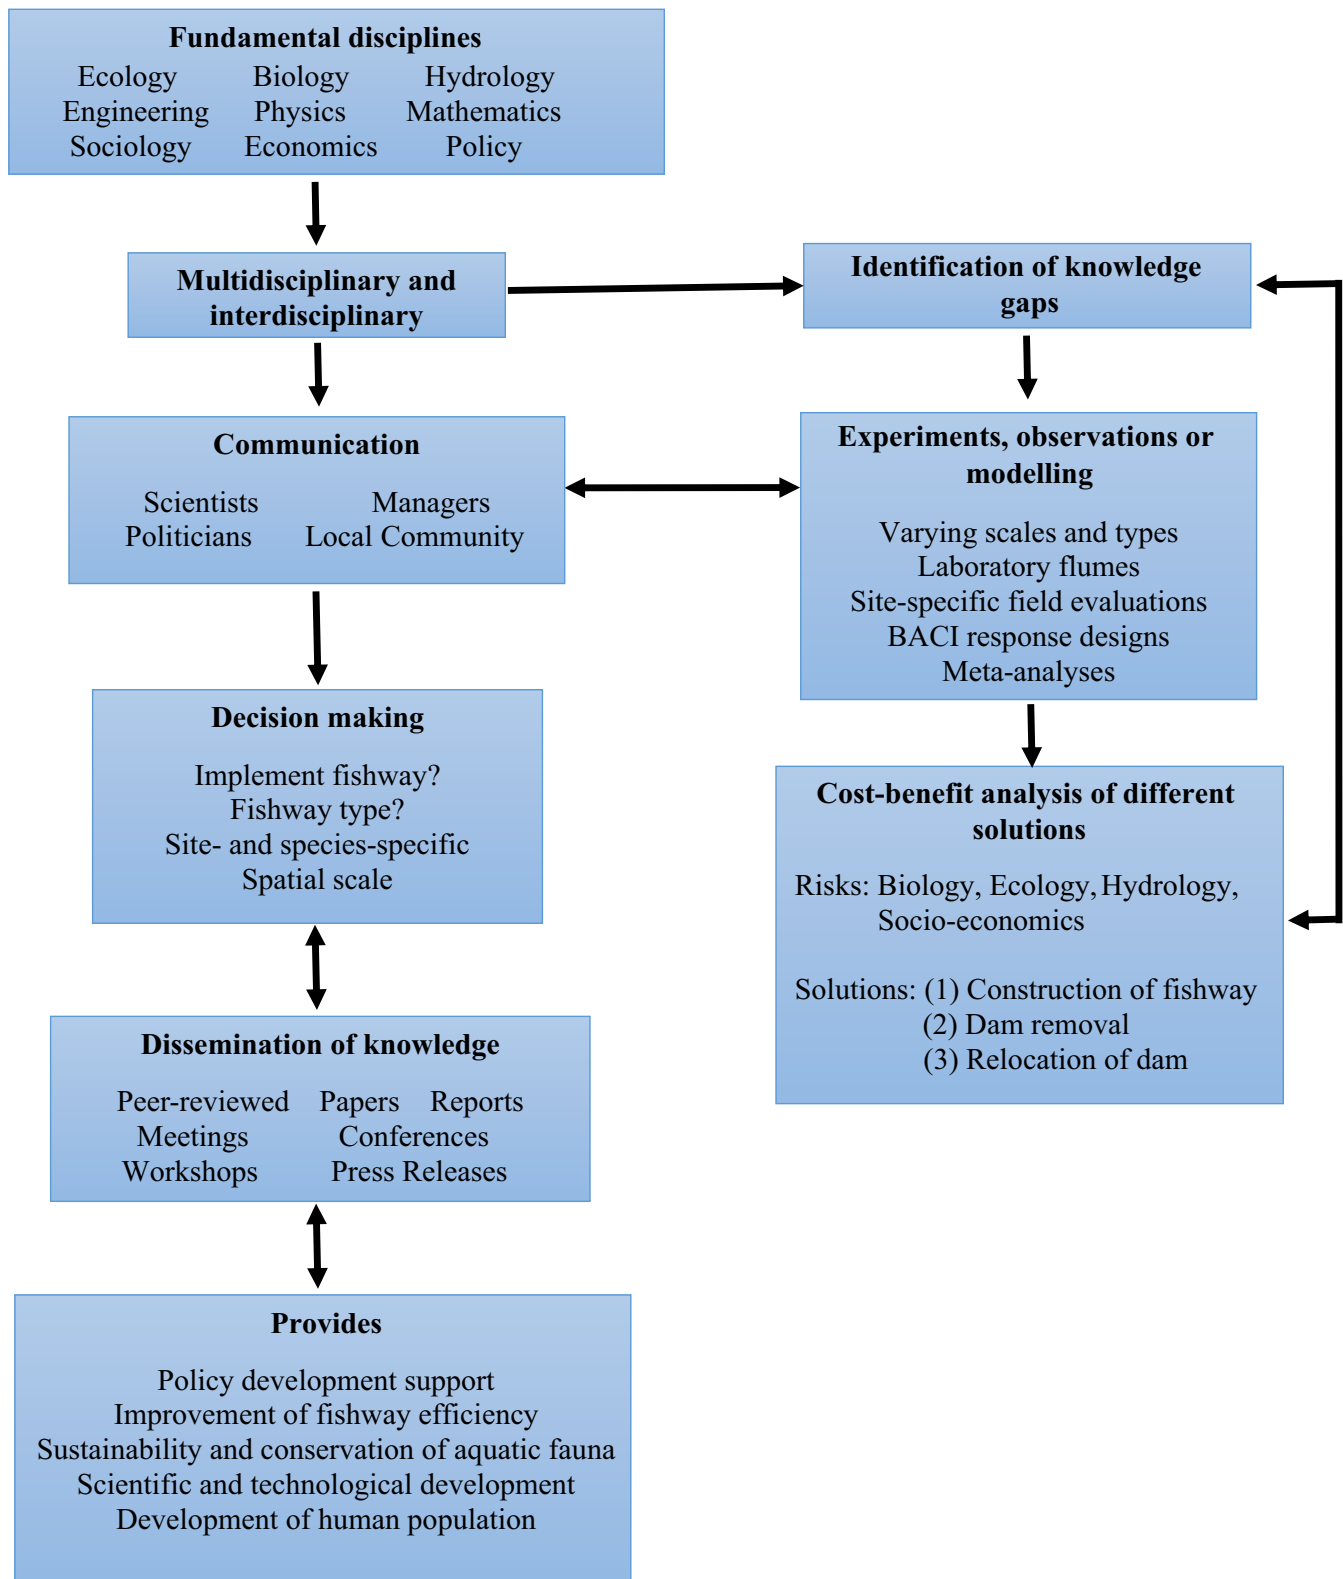 Fundamental disciplines
Ecology Biology Hydrology
Engineering Physics Mathematics
Sociology Economics Policy
Multidisciplinary and
interdisciplinary
Identification of knowledge
gaps
Communication
Scientists Managers
Politicians Local Community
Experiments, observations or
modelling
Varying scales and types
Laboratory flumes
Site-specific field evaluations
BACI response designs
Meta-analyses
Decision making
Implement fishway?
Fishway type?
Site- and species-specific
Spatial scale
Cost-benefit analysis of different
solutions
Risks: Biology, Ecology, Hydrology,
Socio-economics
Solutions: (1) Construction of fishway
(2) Dam removal
(3) Relocation of dam
Dissemination of knowledge
Peer-reviewed Papers Reports
Meetings Conferences
Workshops Press Releases
Provides
Policy development support
Improvement of fishway efficiency
Sustainability and conservation of aquatic fauna
Scientific and technological development
Development of human population